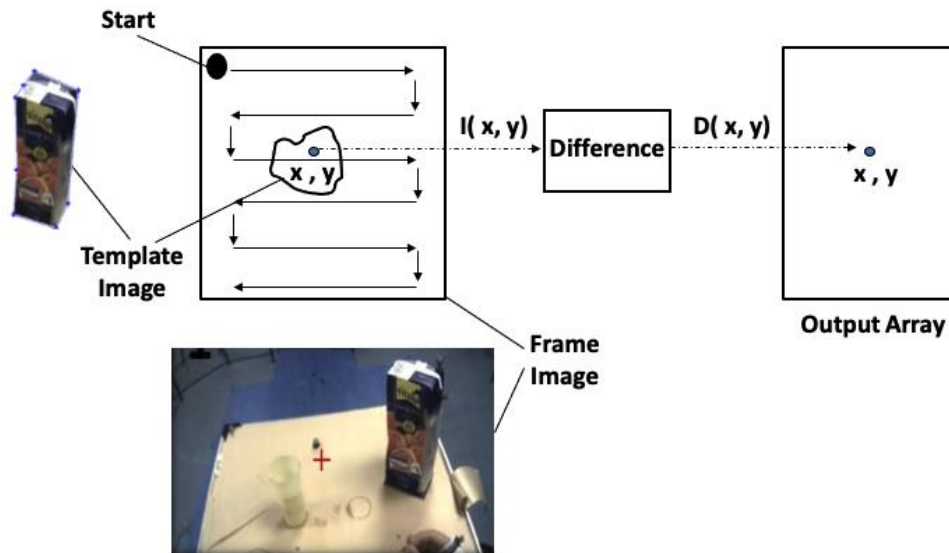 Start
I( x, y)
D( x, y)
Difference
x , y
x , y
Template
Image
Output Array
Frame
Image